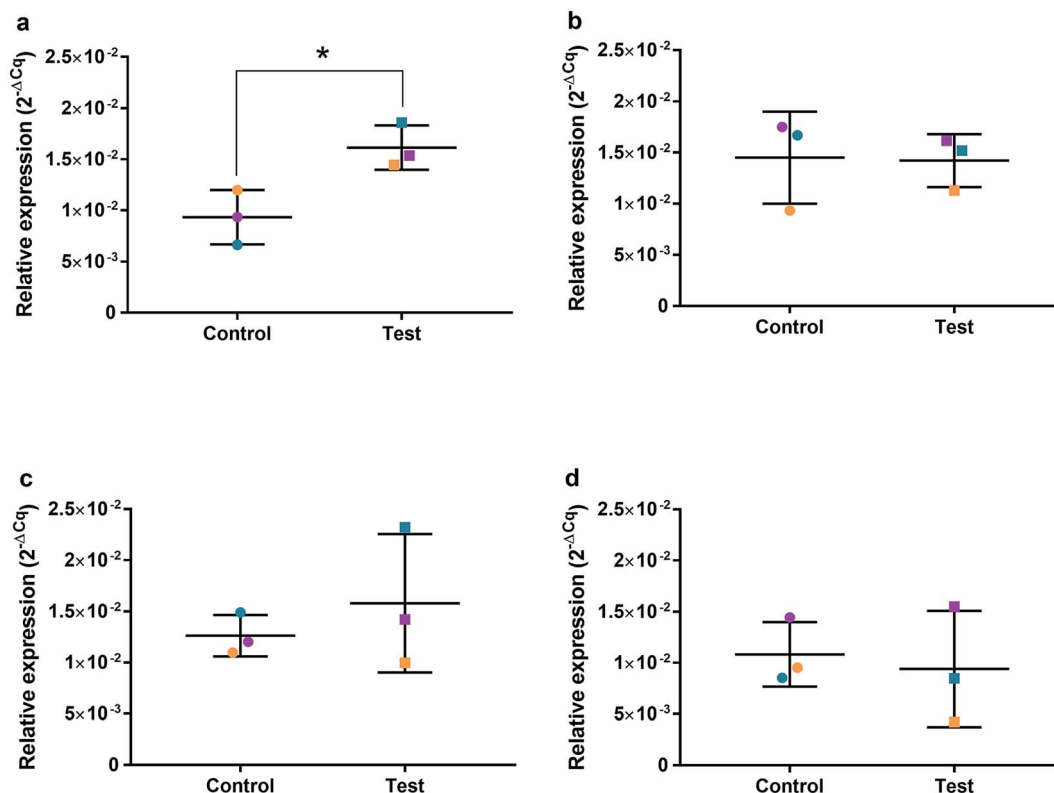 a
Relative expression (2^-ΔCq)
2.5×10^-2
2×10^-2
1.5×10^-2
1×10^-2
5×10^-3
0
*
Control
Test
b
Relative expression (2^-ΔCq)
2.5×10^-2
2×10^-2
1.5×10^-2
1×10^-2
5×10^-3
0
Control
Test
c
Relative expression (2^-ΔCq)
2.5×10^-2
2×10^-2
1.5×10^-2
1×10^-2
5×10^-3
0
Control
Test
d
Relative expression (2^-ΔCq)
2.5×10^-2
2×10^-2
1.5×10^-2
1×10^-2
5×10^-3
0
Control
Test